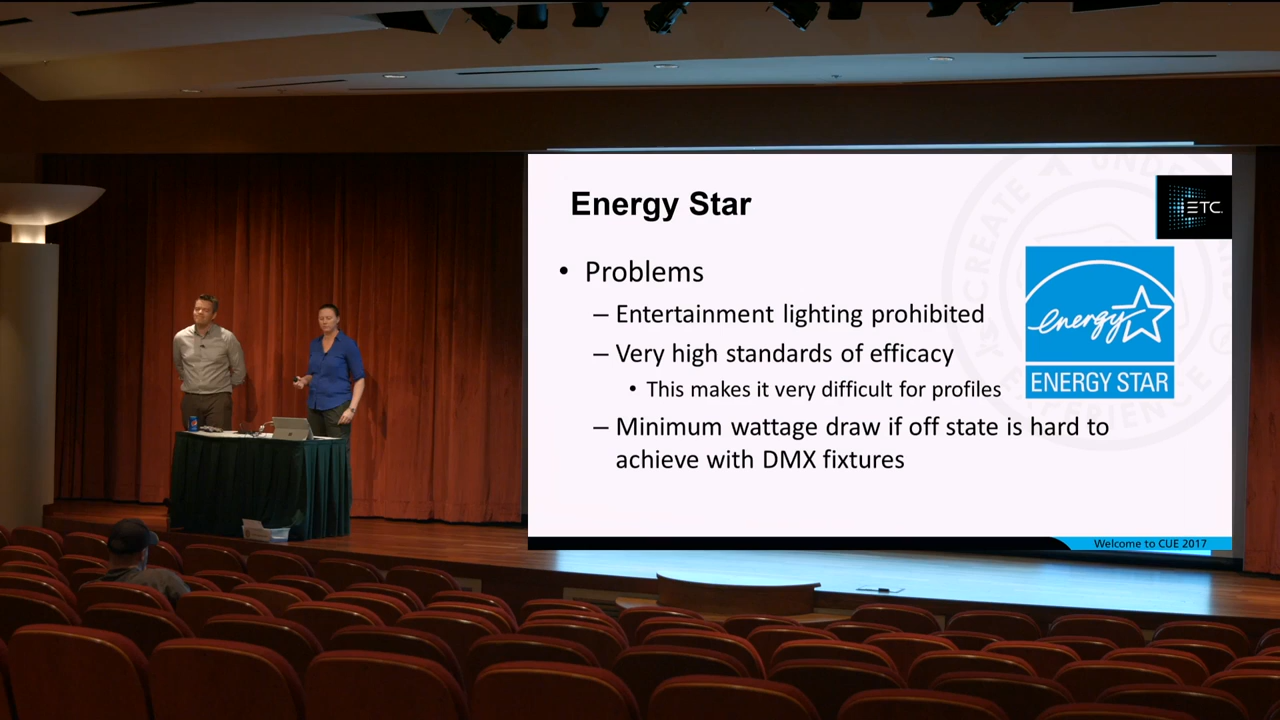 Energy Star
• Problems
– Entertainment lighting prohibited
– Very high standards of efficacy
• This makes it very difficult for profiles
– Minimum wattage draw if off state is hard to
achieve with DMX fixtures
ETC
energy
ENERGY STAR
Welcome to CUE 2017
CREATE